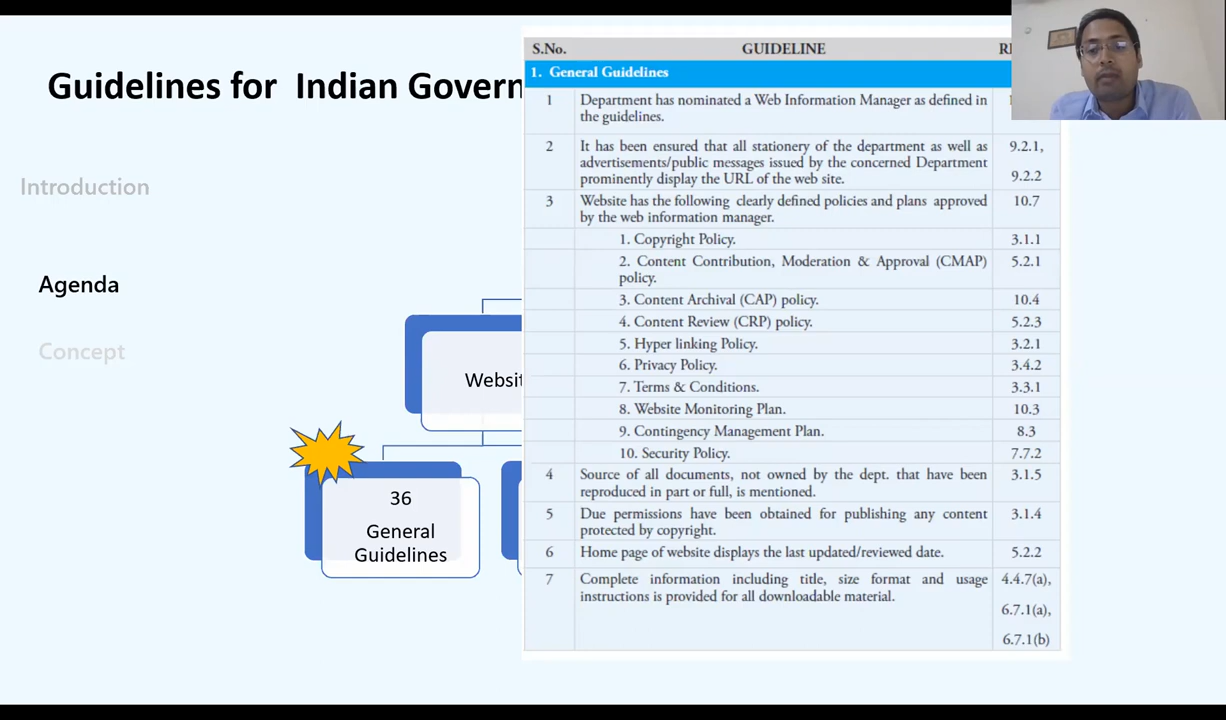 Guidelines for Indian Govern
Introduction
Agenda
Concept
Websit
36
General
Guidelines
S.No. GUIDELINE
1. General Guidelines
1 Department has nominated a Web Information Manager as defined in
the guidelines.
2 It has been ensured that all stationery of the department as well as 9.2.1,
advertisements/public messages issued by the concerned Department
prominently display the URL of the web site. 9.2.2
3 Website has the following clearly defined policies and plans approved 10.7
by the web information manager.
1. Copyright Policy. 3.1.1
2. Content Contribution, Moderation & Approval (CMAP) 5.2.1
policy.
3. Content Archival (CAP) policy. 10.4
4. Content Review (CRP) policy. 5.2.3
5. Hyper linking Policy. 3.2.1
6. Privacy Policy. 3.4.2
7. Terms & Conditions. 3.3.1
8. Website Monitoring Plan. 10.3
9. Contingency Management Plan. 8.3
10. Security Policy. 7.7.2
4 Source of all documents, not owned by the dept. that have been 3.1.5
reproduced in part or full, is mentioned.
5 Due permissions have been obtained for publishing any content 3.1.4
protected by copyright.
6 Home page of website displays the last updated/reviewed date. 5.2.2
7 Complete information including title, size format and usage 4.4.7(a),
instructions is provided for all downloadable material.
6.7.1(a),
6.7.1(b)